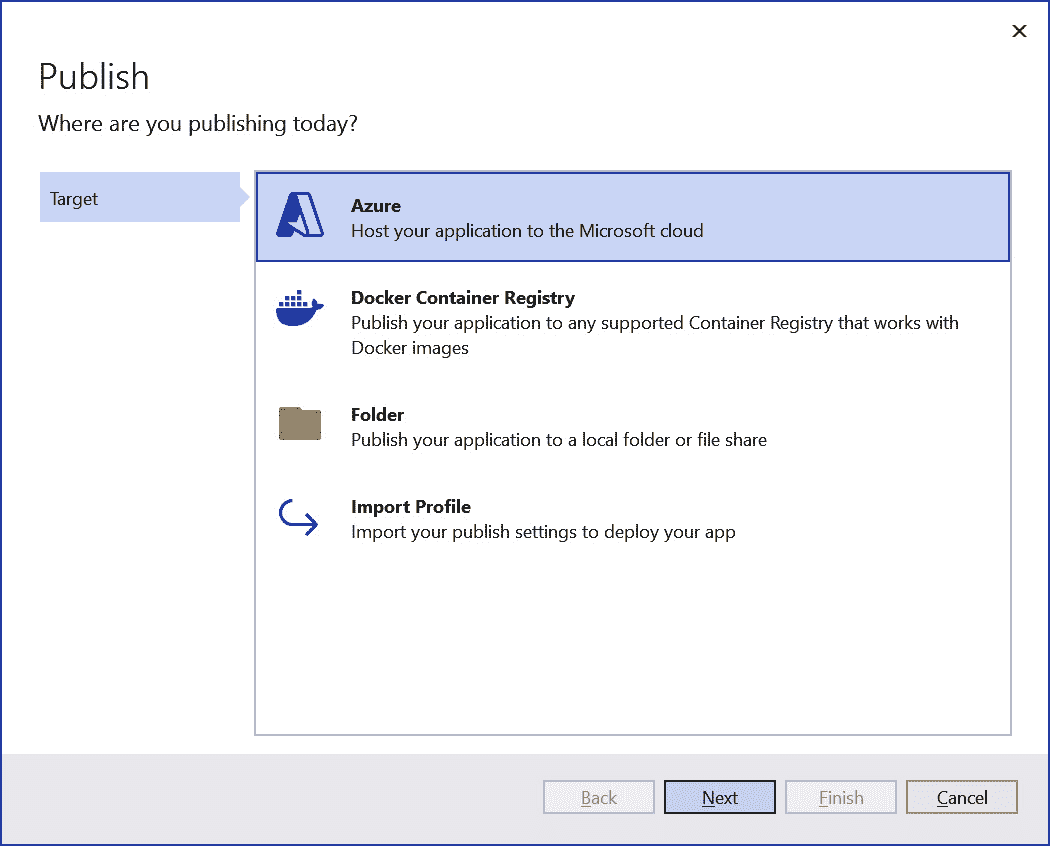 Publish
Where are you publishing today?
Target
Azure
Host your application to the Microsoft cloud
Docker Container Registry
Publish your application to any supported Container Registry that works with
Docker images
Folder
Publish your application to a local folder or file share
Import Profile
Import your publish settings to deploy your app
Back
Next
Finish
Cancel